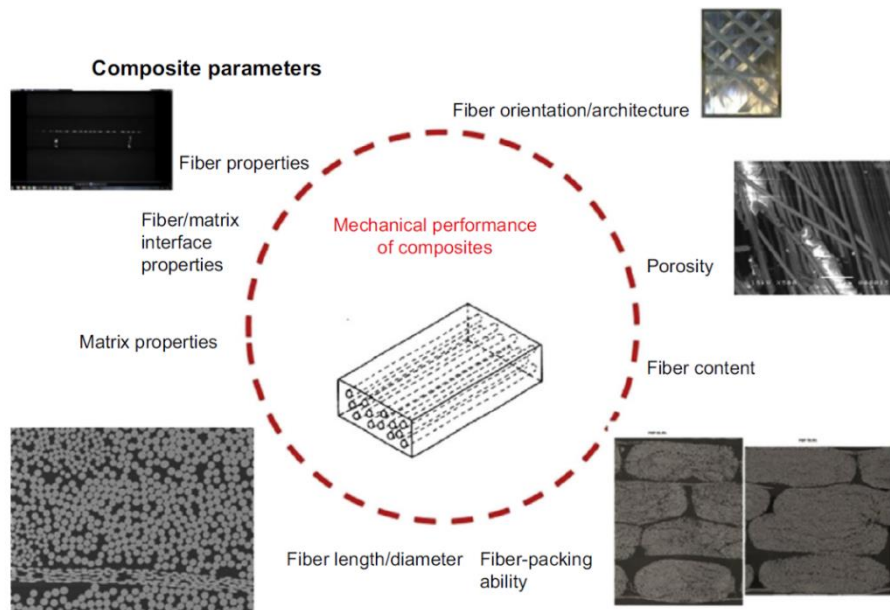 Composite parameters
Fiber orientation/architecture
Fiber properties
Fiber/matrix
interface
properties
Mechanical performance
of composites
Porosity
Matrix properties
Fiber content
Fiber length/diameter
Fiber-packing
ability